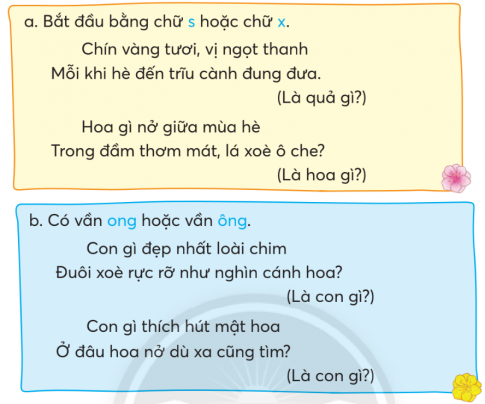 a. Bắt đầu bằng chữ s hoặc chữ x.
Chín vàng tươi, vị ngọt thanh
Mỗi khi hè đến trĩu cành đung đưa.
(Là quả gì?)
Hoa gì nở giữa mùa hè
Trong đầm thơm mát, lá xoè ô che?
(Là hoa gì?)
b. Có vần ong hoặc vần ông.
Con gì đẹp nhất loài chim
Đuôi xoè rực rỡ như nghìn cánh hoa?
(Là con gì?)
Con gì thích hút mật hoa
Ở đâu hoa nở dù xa cũng tìm?
(Là con gì?)